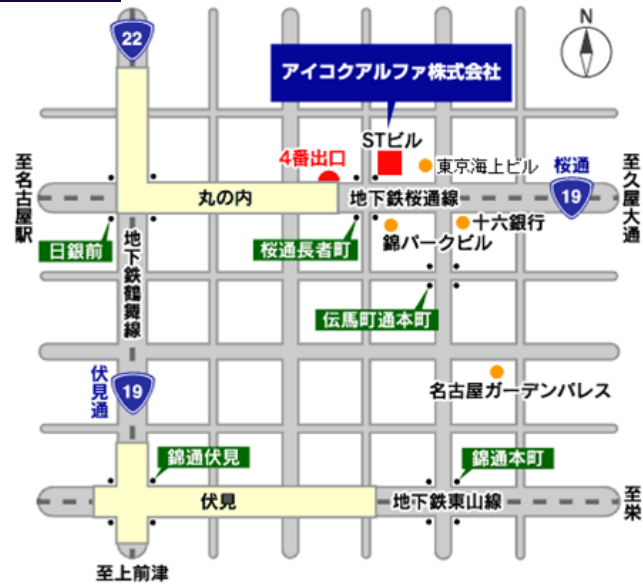 22
N
アイコクアルファ株式会社
STビル
4番出口
東京海上ビル
至名古屋駅
丸の内
地下鉄桜通線
桜通
19
至久屋大通
日銀前
地下鉄鶴舞線
桜通長者町
錦パークビル
十六銀行
伝馬町通本町
伏見通
19
名古屋ガーデンパレス
錦通伏見
錦通本町
伏見
地下鉄東山線
至栄
至上前津